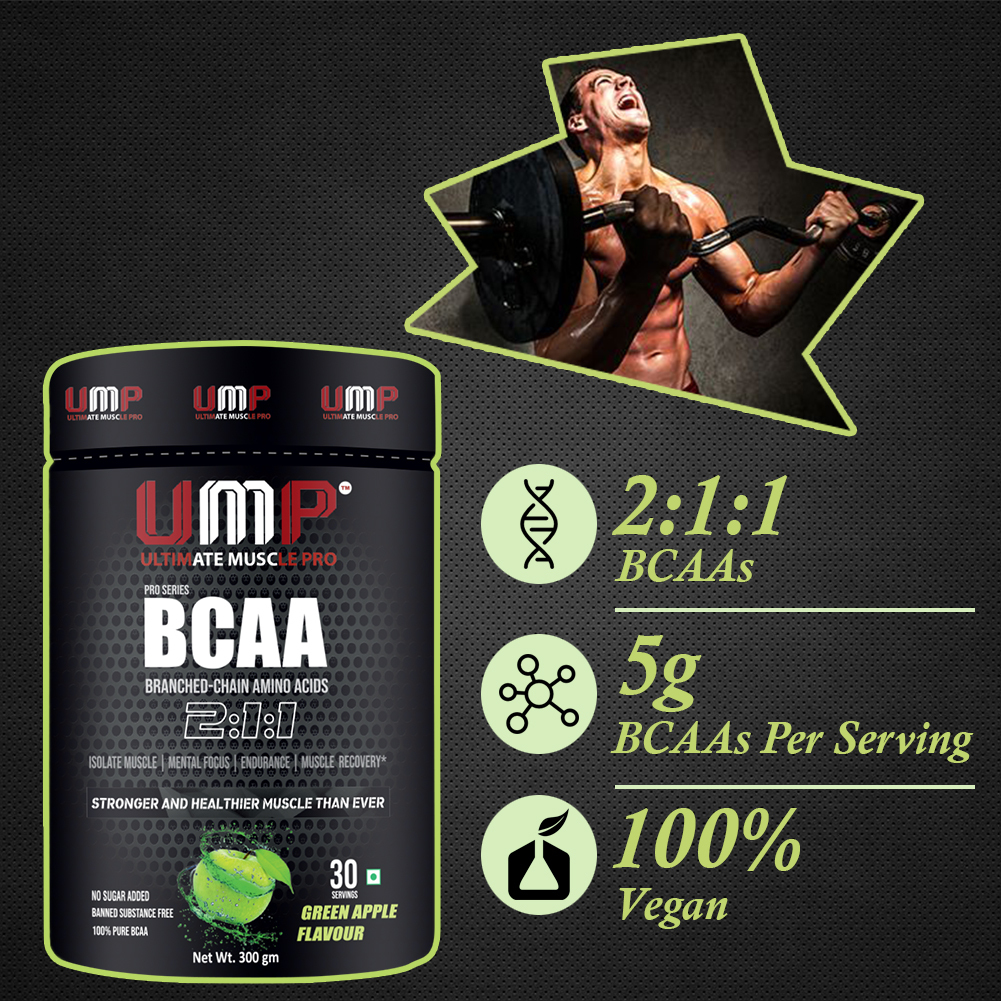 UMP UMP UMP
ULTIMATE MUSCLE PRO ULTIMATE MUSCLE PRO ULTIMATE MUSCLE PRO
UMP™
ULTIMATE MUSCLE PRO
PRO SERIES
BCAA
BRANCHED-CHAIN AMINO ACIDS
2:1:1
ISOLATE MUSCLE | MENTAL FOCUS | ENDURANCE | MUSCLE RECOVERY*
STRONGER AND HEALTHIER MUSCLE THAN EVER
NO SUGAR ADDED
BANNED SUBSTANCE FREE
100% PURE BCAA
30
SERVINGS
GREEN APPLE
FLAVOUR
Net Wt. 300 gm
2:1:1
BCAAs
5g
BCAAs Per Serving
100%
Vegan